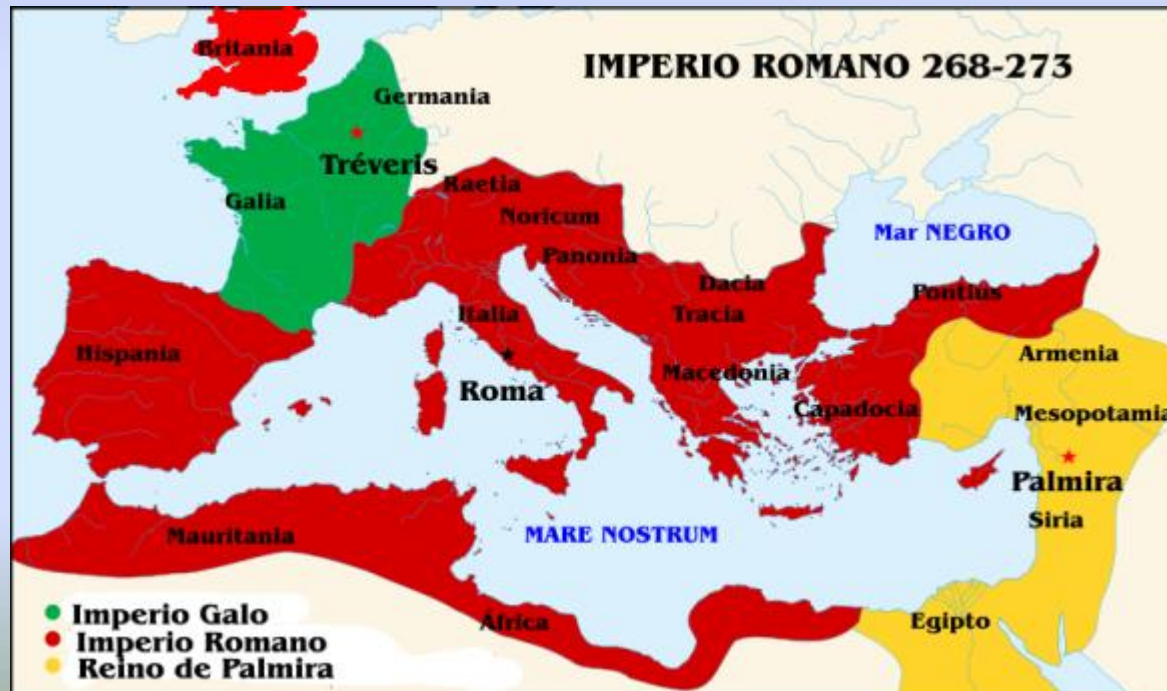 IMPERIO ROMANO 268-273
Britania
Germania
Tréveris
Galia
Raetia
Noricum
Panonia
Mar NEGRO
Dacia
Pontius
Italia
Tracia
Hispania
Armenia
Macedonia
Roma
Capadocia
Mesopotamia
Palmira
Siria
Mauritania
MARE NOSTRUM
África
Egipto
Imperio Galo
Imperio Romano
Reino de Palmira